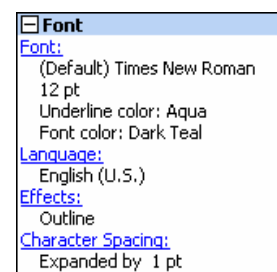 Font
Font:
(Default) Times New Roman
12 pt
Underline color: Aqua
Font color: Dark Teal
Language:
English (U.S.)
Effects:
Outline
Character Spacing:
Expanded by 1 pt